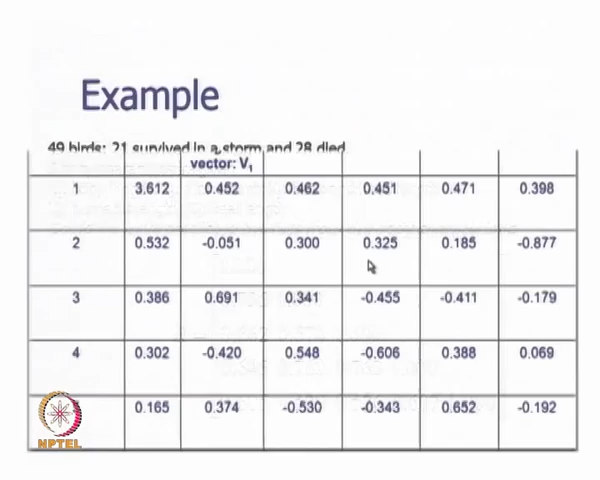 Example
49 birds: 21 survived in a storm and 28 died
vector: V1
1 3.612 0.452 0.462 0.451 0.471 0.398
2 0.532 -0.051 0.300 0.325 0.185 -0.877
3 0.386 0.691 0.341 -0.455 -0.411 -0.179
4 0.302 -0.420 0.548 -0.606 0.388 0.069
0.165 0.374 -0.530 -0.343 0.652 -0.192
NPTEL